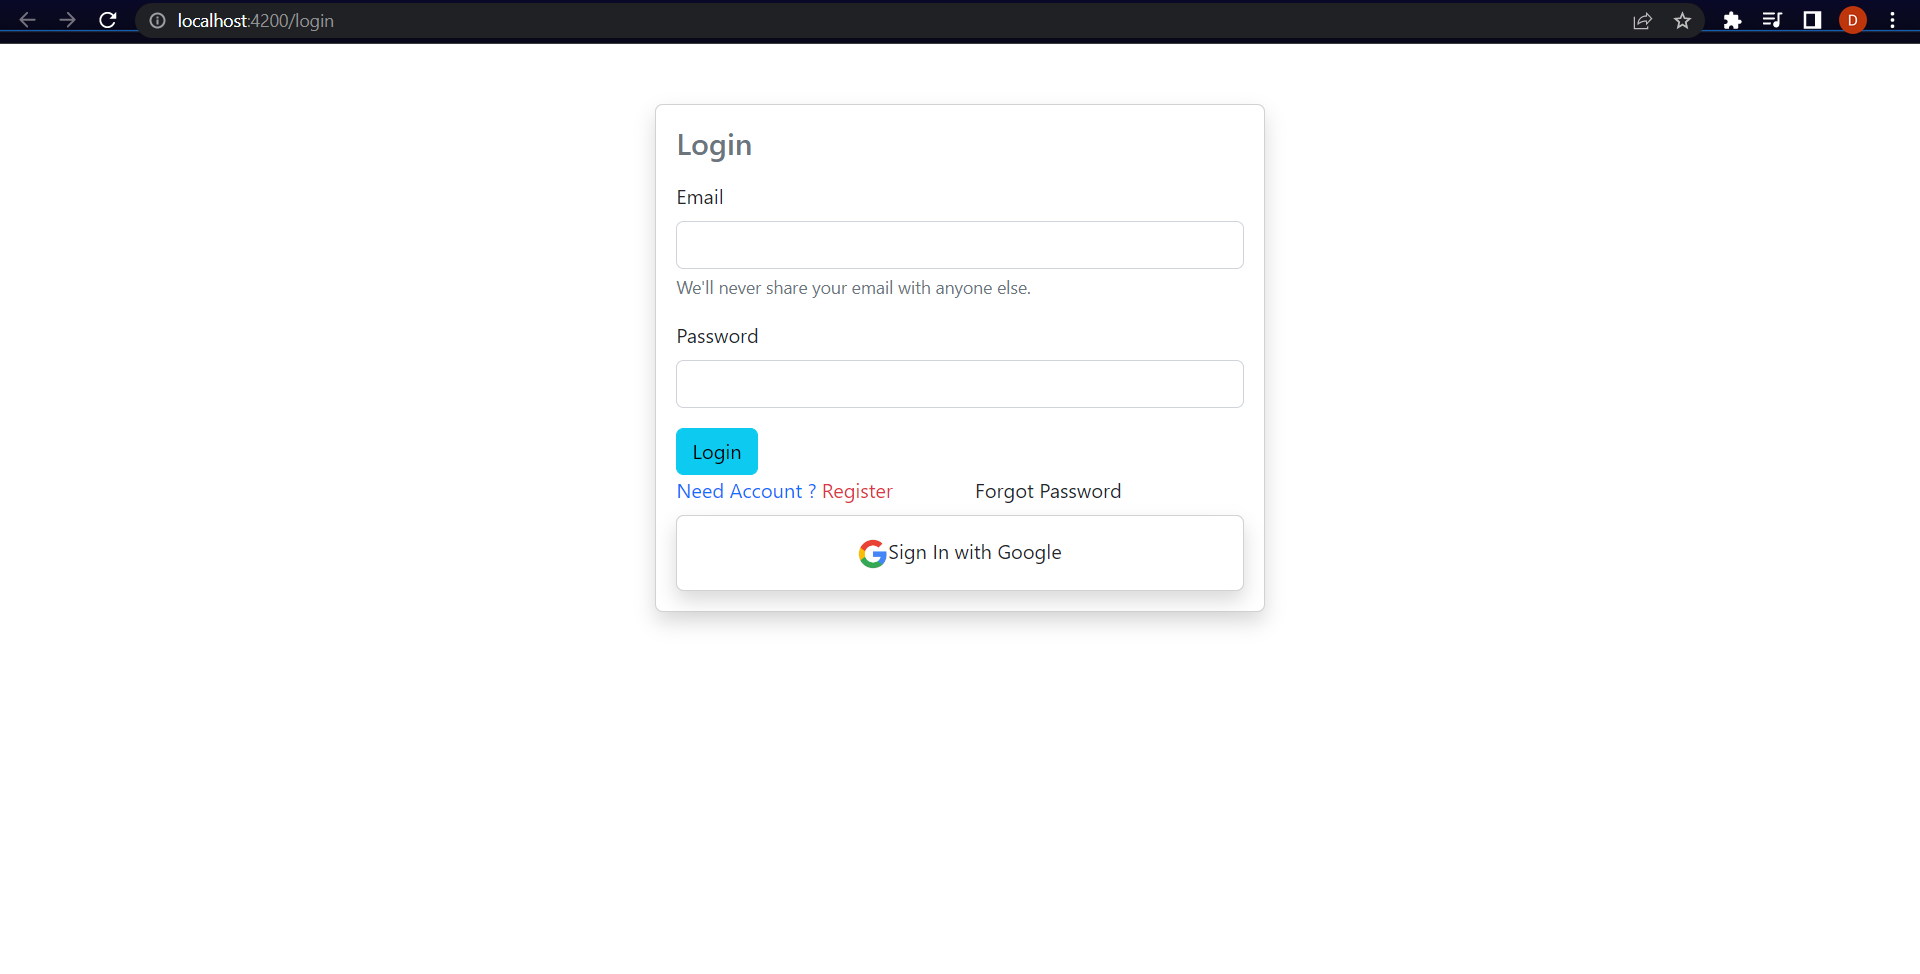 localhost:4200/login
D
Login
Email
We'll never share your email with anyone else.
Password
Login
Need Account ? Register Forgot Password
Sign In with Google